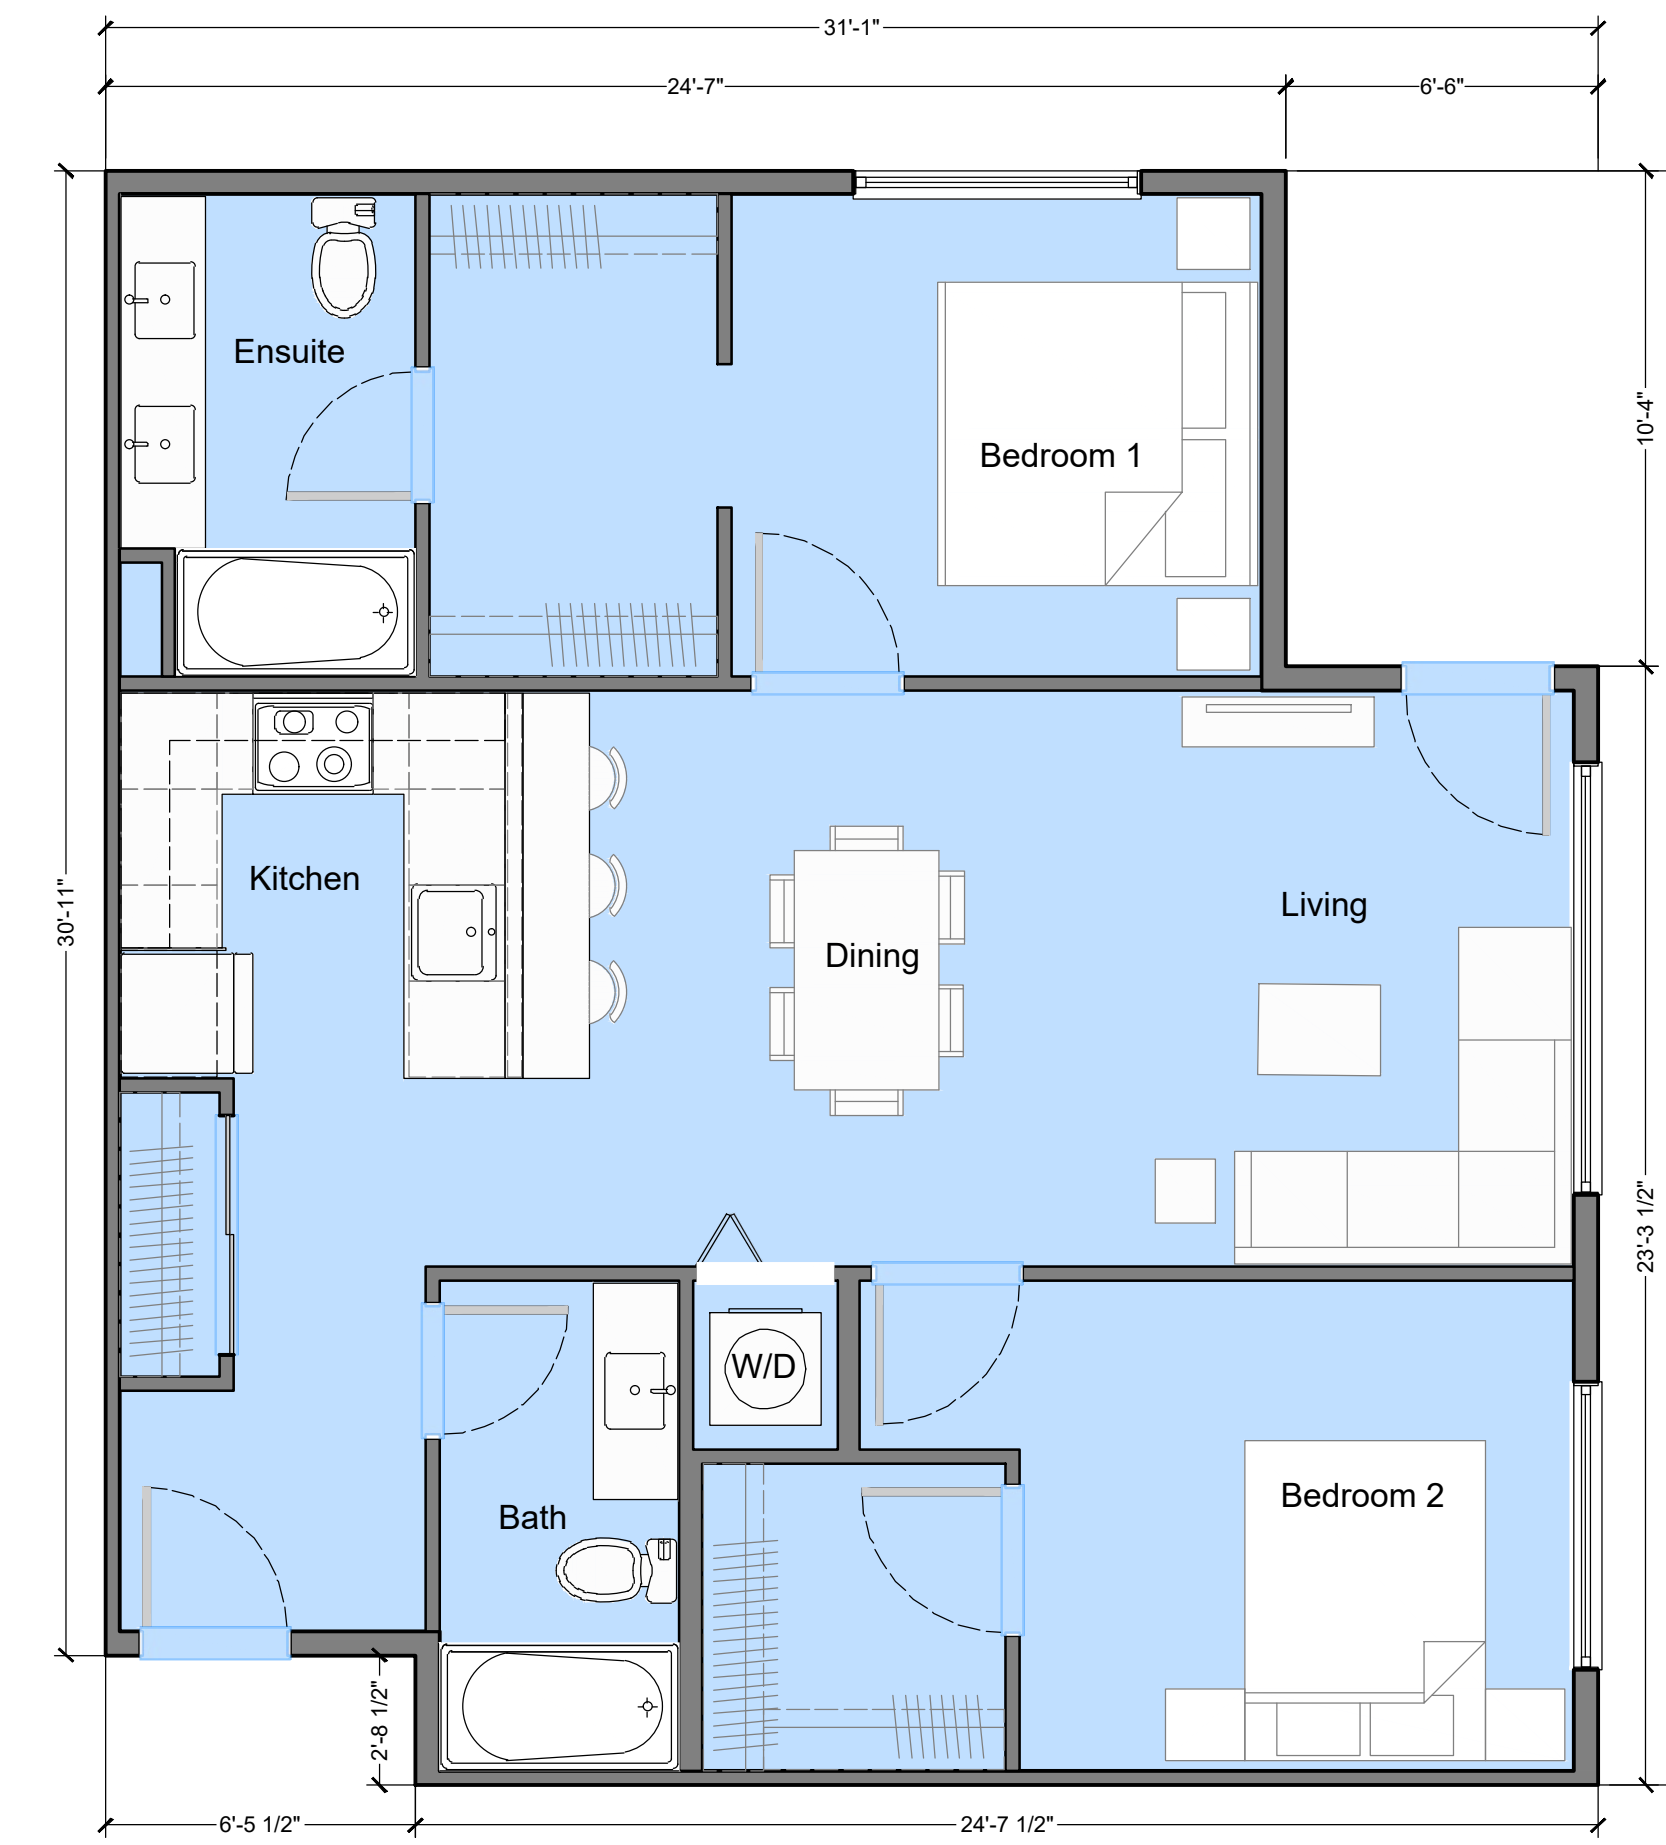 31'-1"
24'-7"
6'-6"
Ensuite
10'-4"
Bedroom 1
Kitchen
30'-11"
Living
Dining
23'-3 1/2"
W/D
Bedroom 2
Bath
2'-8 1/2"
6'-5 1/2"
24'-7 1/2"